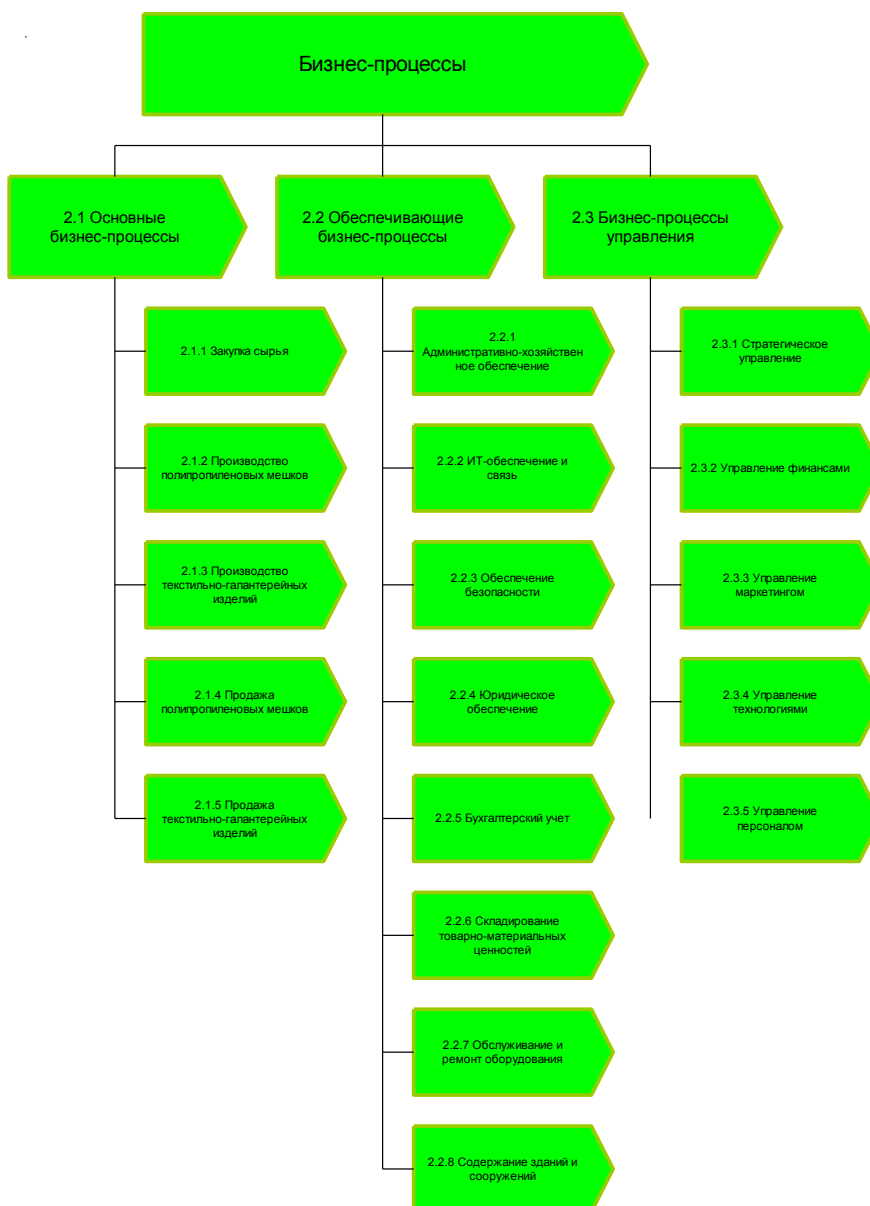 Бизнес-процессы
2.1 Основные
бизнес-процессы
2.2 Обеспечивающие
бизнес-процессы
2.3 Бизнес-процессы
управления
2.1.1 Закупка сырья
2.1.2 Производство
полипропиленовых мешков
2.1.3 Производство
текстильно-галантерейных
изделий
2.1.4 Продажа
полипропиленовых мешков
2.1.5 Продажа
текстильно-галантерейных
изделий
2.2.1
Административно-хозяйствен
ное обеспечение
2.2.2 ИТ-обеспечение и
связь
2.2.3 Обеспечение
безопасности
2.2.4 Юридическое
обеспечение
2.2.5 Бухгалтерский учет
2.2.6 Складирование
товарно-материальных
ценностей
2.2.7 Обслуживание и
ремонт оборудования
2.2.8 Содержание зданий и
сооружений
2.3.1 Стратегическое
управление
2.3.2 Управление финансами
2.3.3 Управление
маркетингом
2.3.4 Управление
технологиями
2.3.5 Управление
персоналом